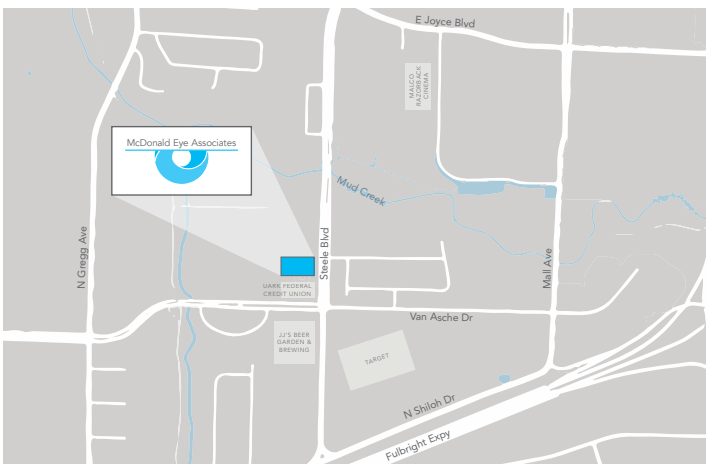 E Joyce Blvd
MALCO
RAZORBACK
CINEMA
McDonald Eye Associates
Mud Creek
N Gregg Ave
Steele Blvd
Mall Ave
UARK FEDERAL
CREDIT UNION
Van Asche Dr
JJ'S BEER
GARDEN &
BREWING
TARGET
N Shiloh Dr
Fulbright Expy